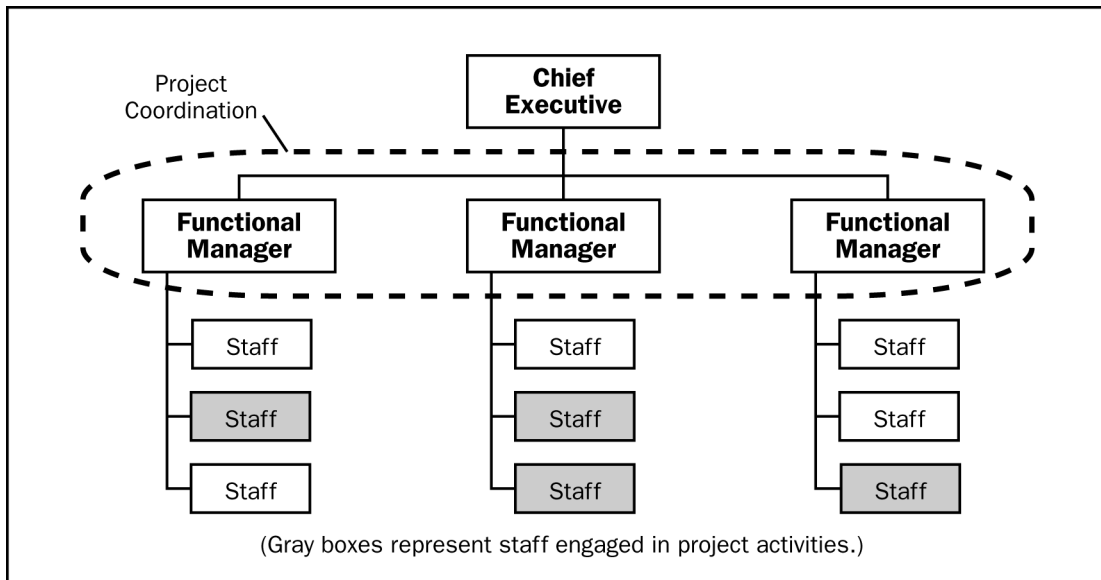 Chief
Executive
Project
Coordination
Functional
Manager
Functional
Manager
Functional
Manager
Staff
Staff
Staff
Staff
Staff
Staff
Staff
Staff
Staff
(Gray boxes represent staff engaged in project activities.)